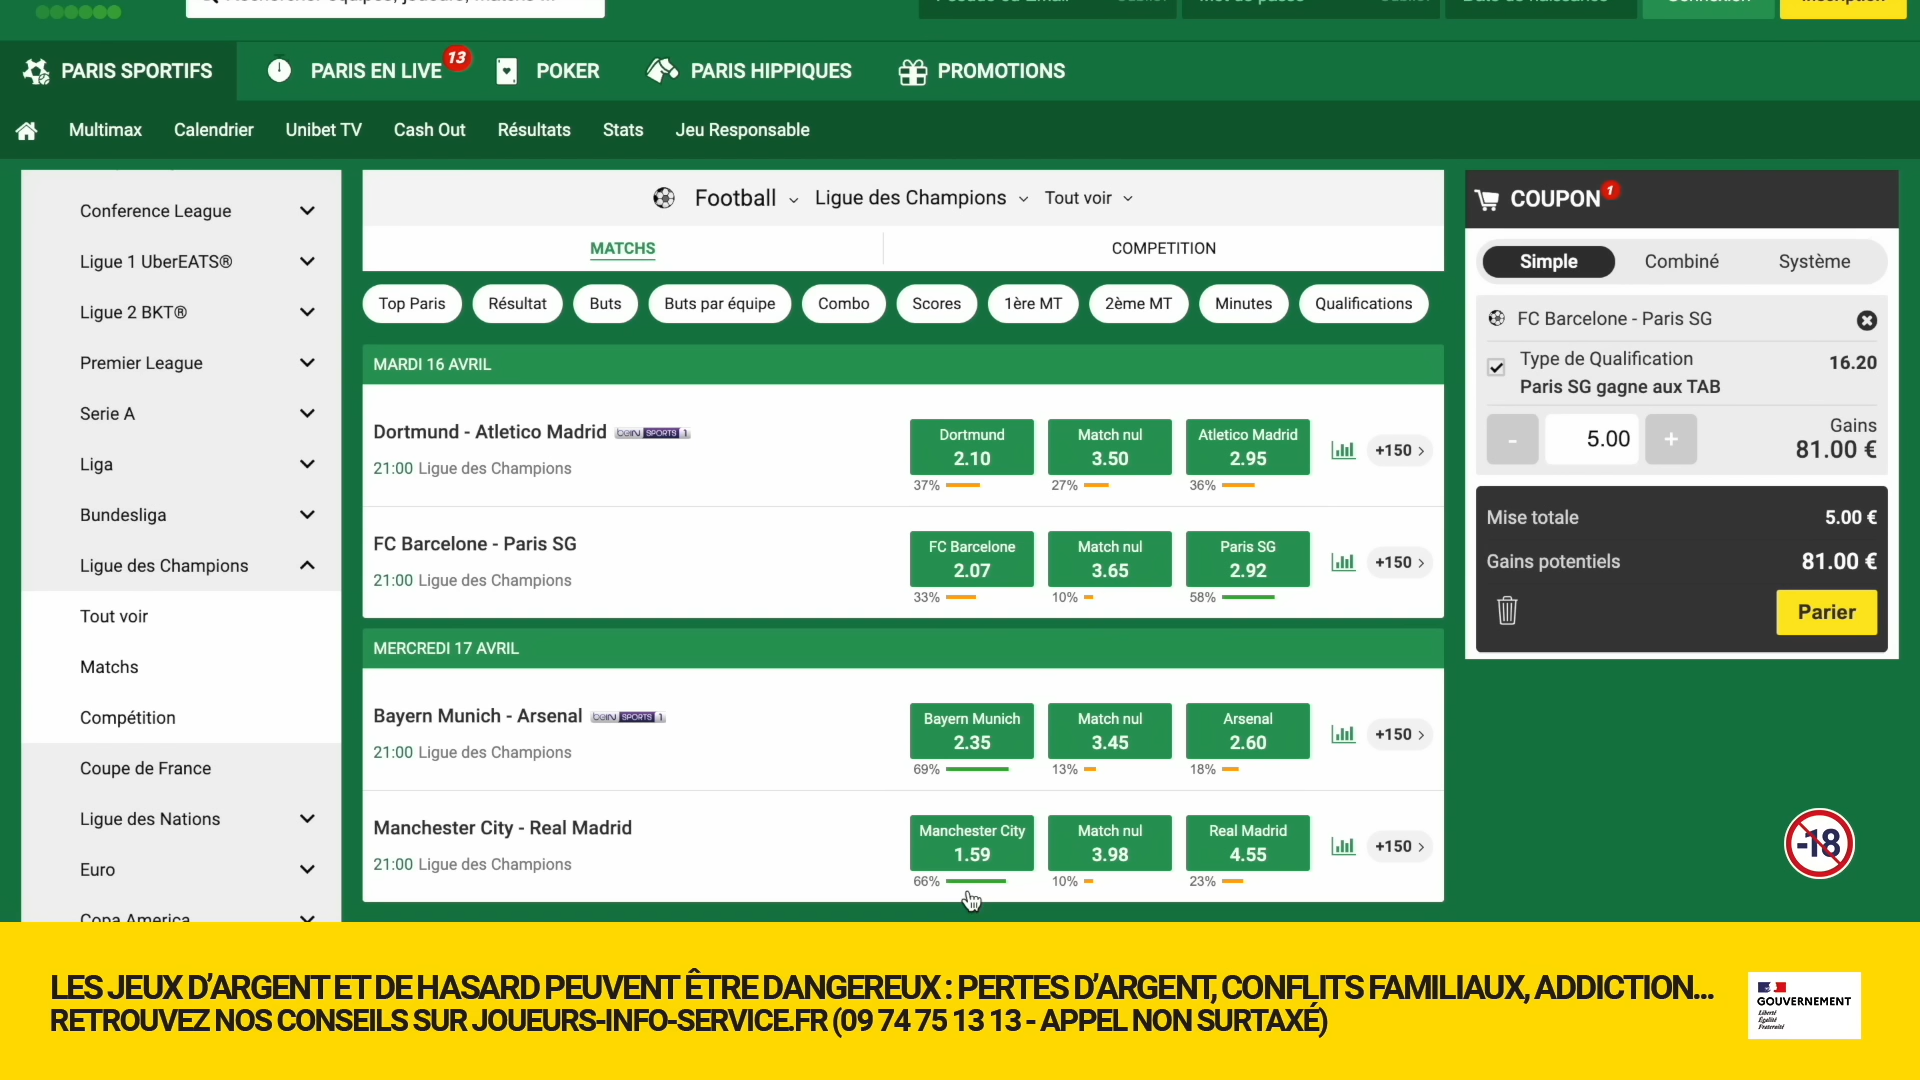 PARIS SPORTIFS
PARIS EN LIVE 13
POKER
PARIS HIPPIQUES
PROMOTIONS
Multimax
Calendrier
Unibet TV
Cash Out
Résultats
Stats
Jeu Responsable
Conference League
Ligue 1 UberEATS®
Ligue 2 BKT®
Premier League
Serie A
Liga
Bundesliga
Ligue des Champions
Tout voir
Matchs
Compétition
Coupe de France
Ligue des Nations
Euro
Copa America
Football Ligue des Champions Tout voir
MATCHS
COMPETITION
Top Paris
Résultat
Buts
Buts par équipe
Combo
Scores
1ère MT
2ème MT
Minutes
Qualifications
MARDI 16 AVRIL
Dortmund - Atletico Madrid beIN SPORTS 1
21:00 Ligue des Champions
Dortmund
2.10
37%
Match nul
3.50
27%
Atletico Madrid
2.95
36%
+150
FC Barcelone - Paris SG
21:00 Ligue des Champions
FC Barcelone
2.07
33%
Match nul
3.65
10%
Paris SG
2.92
58%
+150
MERCREDI 17 AVRIL
Bayern Munich - Arsenal beIN SPORTS 1
21:00 Ligue des Champions
Bayern Munich
2.35
69%
Match nul
3.45
13%
Arsenal
2.60
18%
+150
Manchester City - Real Madrid
21:00 Ligue des Champions
Manchester City
1.59
66%
Match nul
3.98
10%
Real Madrid
4.55
23%
+150
COUPON 1
Simple
Combiné
Système
FC Barcelone - Paris SG
Type de Qualification 16.20
Paris SG gagne aux TAB
- 5.00 +
Gains
81.00 €
Mise totale 5.00 €
Gains potentiels 81.00 €
Parier
-18
LES JEUX D'ARGENT ET DE HASARD PEUVENT ÊTRE DANGEREUX : PERTES D'ARGENT, CONFLITS FAMILIAUX, ADDICTION...
RETROUVEZ NOS CONSEILS SUR JOUEURS-INFO-SERVICE.FR (09 74 75 13 13 - APPEL NON SURTAXÉ)
GOUVERNEMENT
Liberté
Égalité
Fraternité